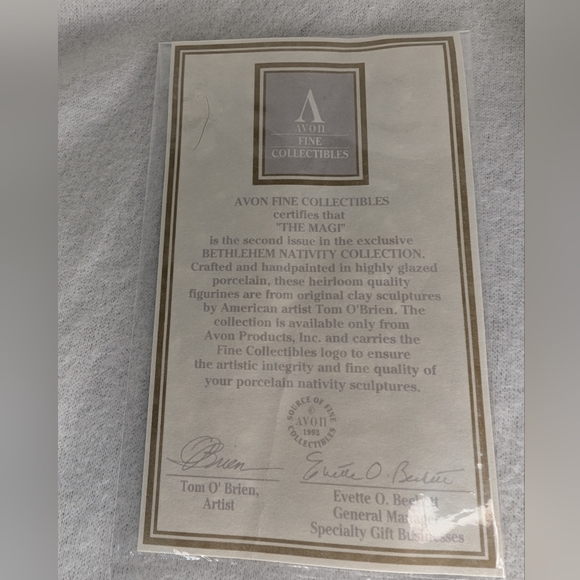 A
AVON
FINE
COLLECTIBLES
AVON FINE COLLECTIBLES
certifies that
"THE MAGI"
is the second issue in the exclusive
BETHLEHEM NATIVITY COLLECTION.
Crafted and handpainted in highly glazed
porcelain, these heirloom quality
figurines are from original clay sculptures
by American artist Tom O'Brien. The
collection is available only from
Avon Products, Inc. and carries the
Fine Collectibles logo to ensure
the artistic integrity and fine quality of
your porcelain nativity sculptures.
SOURCE OF FINE
©
AVON
1992
COLLECTIBLES
OBrien
Evette O. Beckett
Tom O' Brien,
Artist
Evette O. Beckett
General Manager
Specialty Gift Businesses